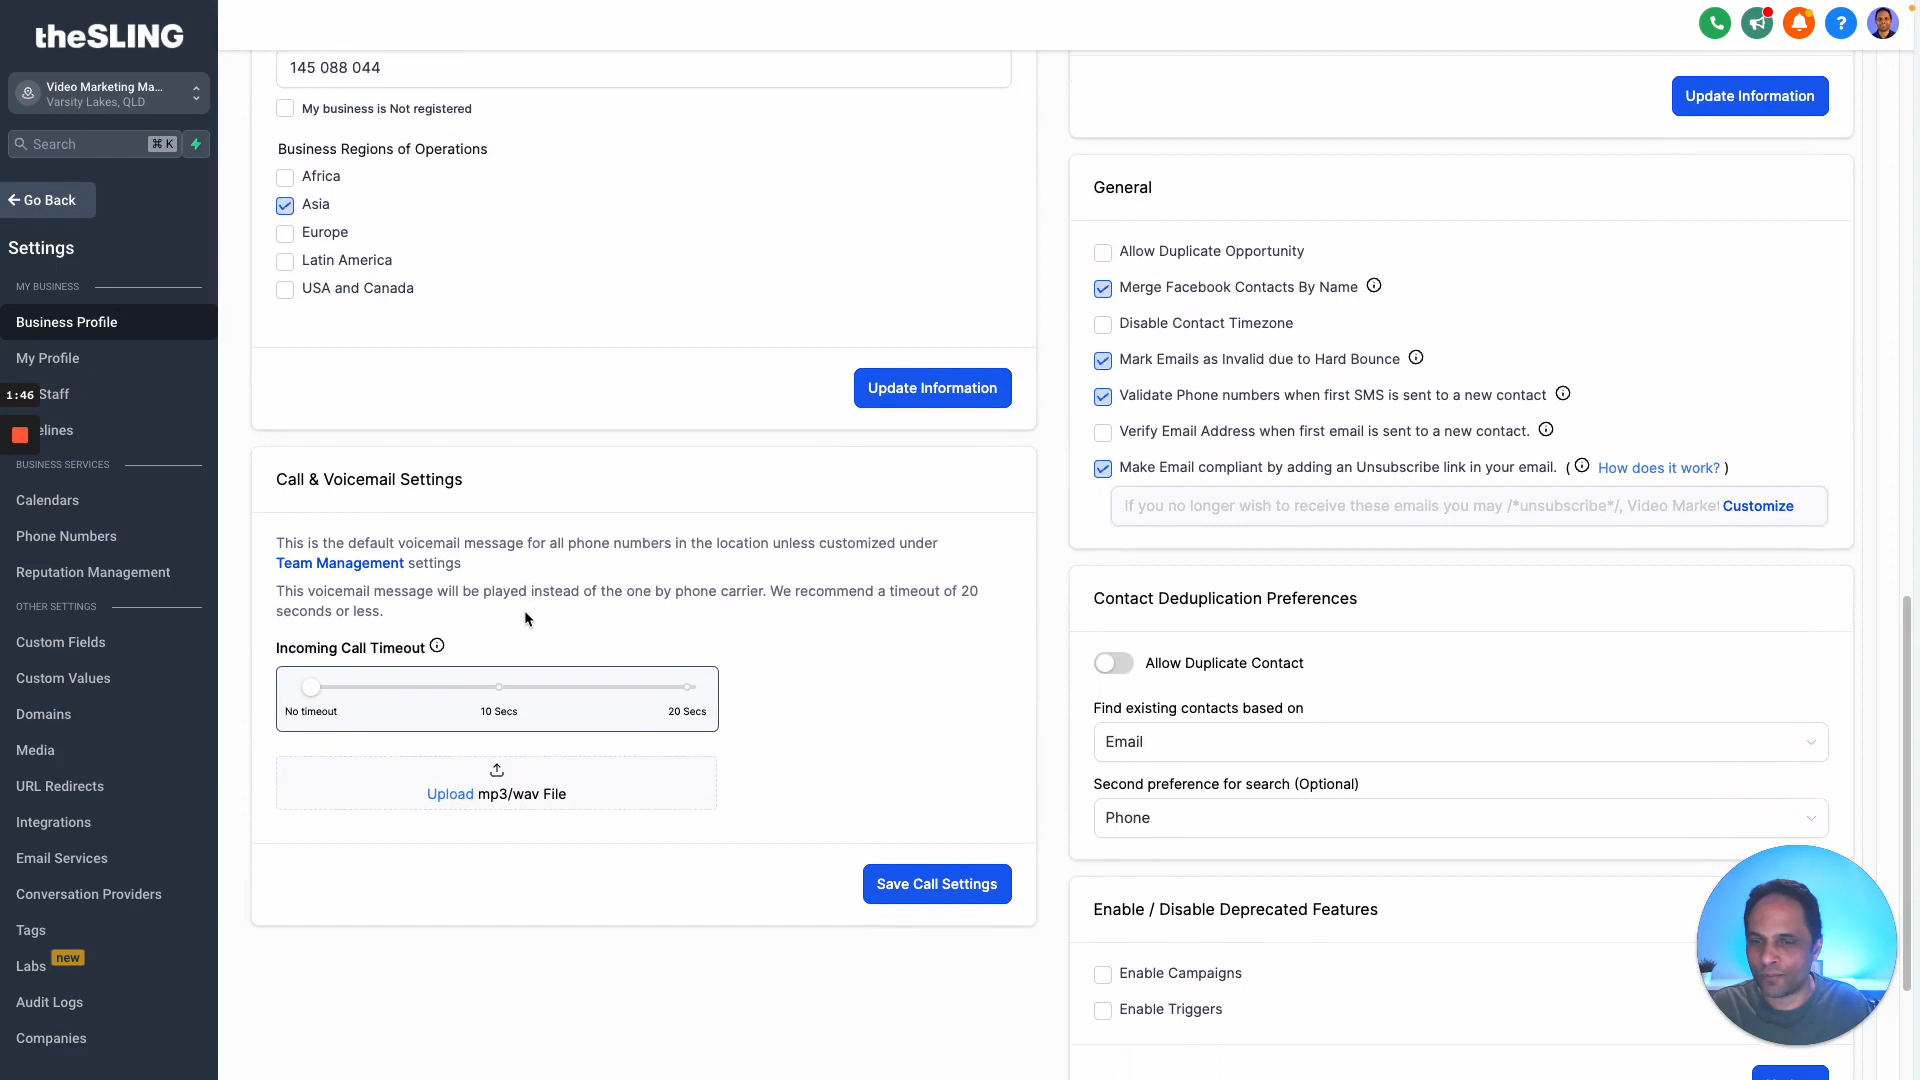 theSLING
Video Marketing Ma...
Varsity Lakes, QLD
Search
⌘ K
Go Back
Settings
MY BUSINESS
Business Profile
My Profile
Staff
1:46
elines
BUSINESS SERVICES
Calendars
Phone Numbers
Reputation Management
OTHER SETTINGS
Custom Fields
Custom Values
Domains
Media
URL Redirects
Integrations
Email Services
Conversation Providers
Tags
Labs new
Audit Logs
Companies
145 088 044
My business is Not registered
Business Regions of Operations
Africa
Asia
Europe
Latin America
USA and Canada
Update Information
Call & Voicemail Settings
This is the default voicemail message for all phone numbers in the location unless customized under
Team Management settings
This voicemail message will be played instead of the one by phone carrier. We recommend a timeout of 20
seconds or less.
Incoming Call Timeout
No timeout
10 Secs
20 Secs
Upload mp3/wav File
Save Call Settings
Update Information
General
Allow Duplicate Opportunity
Merge Facebook Contacts By Name
Disable Contact Timezone
Mark Emails as Invalid due to Hard Bounce
Validate Phone numbers when first SMS is sent to a new contact
Verify Email Address when first email is sent to a new contact.
Make Email compliant by adding an Unsubscribe link in your email. ( How does it work? )
If you no longer wish to receive these emails you may /*unsubscribe*/, Video Market Customize
Contact Deduplication Preferences
Allow Duplicate Contact
Find existing contacts based on
Email
Second preference for search (Optional)
Phone
Enable / Disable Deprecated Features
Enable Campaigns
Enable Triggers